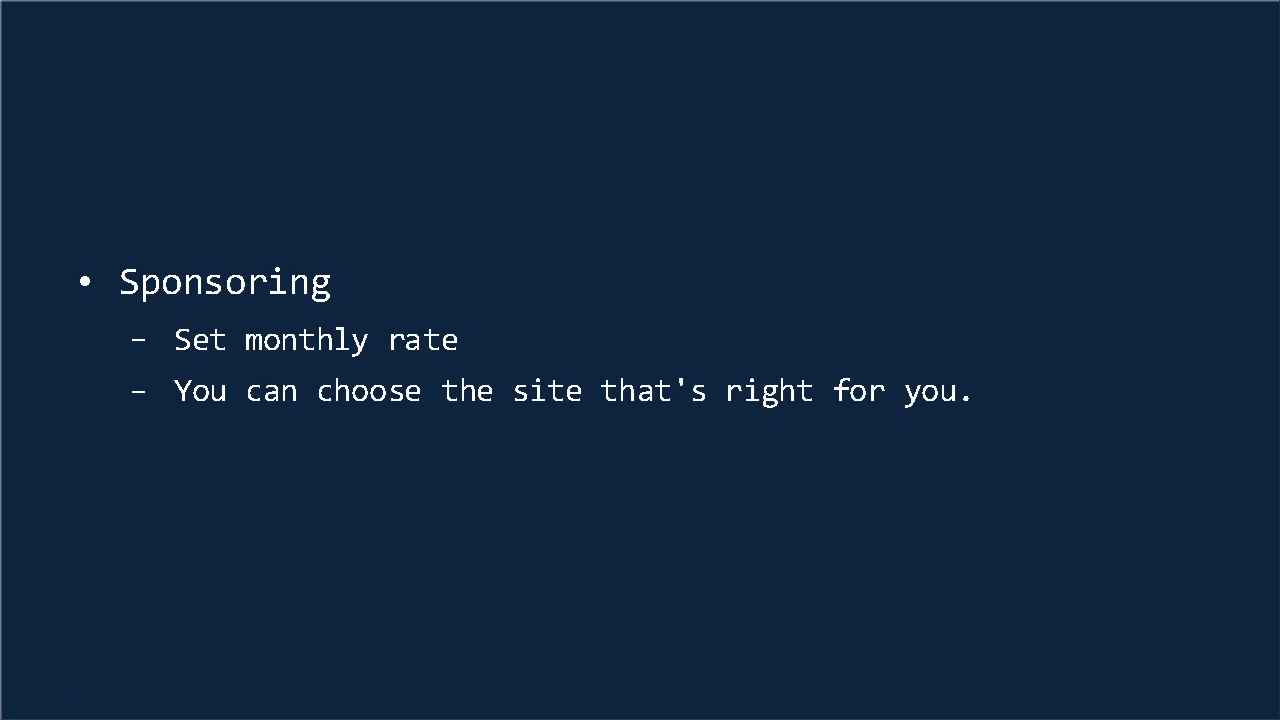 • Sponsoring
– Set monthly rate
– You can choose the site that's right for you.